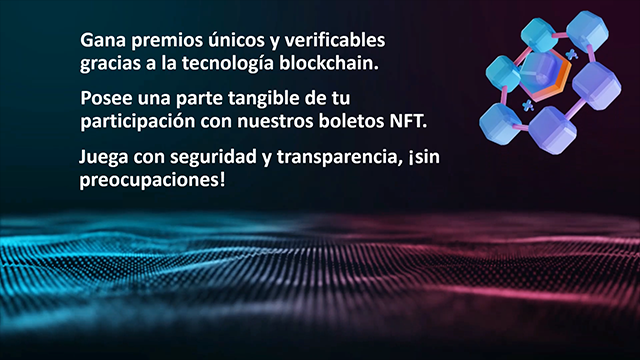 Gana premios únicos y verificables
gracias a la tecnología blockchain.
Posee una parte tangible de tu
participación con nuestros boletos NFT.
Juega con seguridad y transparencia, ¡sin
preocupaciones!